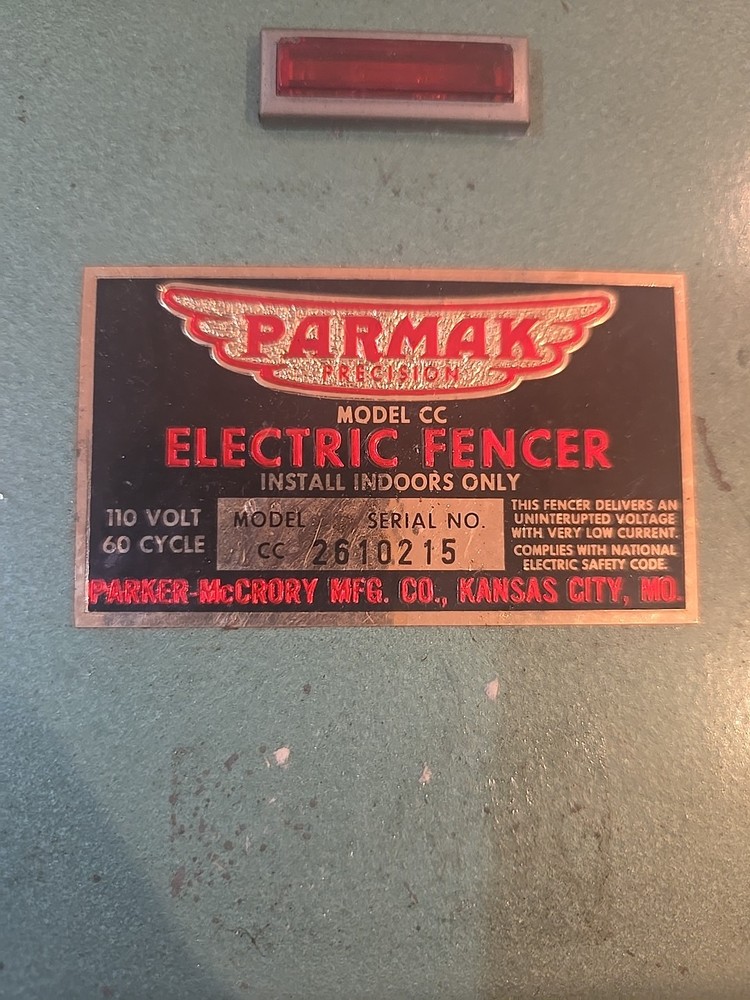 PARMAK
PRECISION
MODEL CC
ELECTRIC FENCER
INSTALL INDOORS ONLY
110 VOLT
60 CYCLE
MODEL SERIAL NO.
CC 2610215
THIS FENCER DELIVERS AN
UNINTERUPTED VOLTAGE
WITH VERY LOW CURRENT.
COMPLIES WITH NATIONAL
ELECTRIC SAFETY CODE.
PARKER-McCRORY MFG. CO., KANSAS CITY, MO.